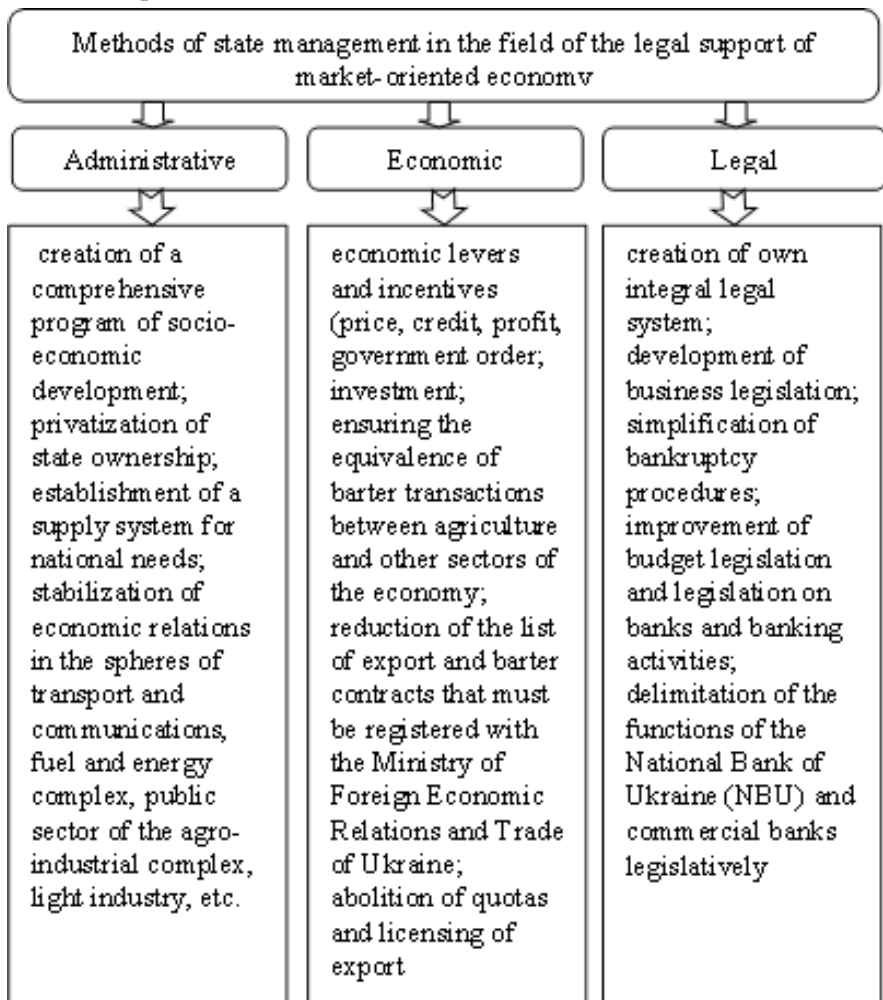 Methods of state management in the field of the legal support of
market-oriented economy
Administrative
Economic
Legal
creation of a
comprehensive
program of socio-
economic
development;
privatization of
state ownership;
establishment of a
supply system for
national needs;
stabilization of
economic relations
in the spheres of
transport and
communications,
fuel and energy
complex, public
sector of the agro-
industrial complex,
light industry, etc.
economic levers
and incentives
(price, credit, profit,
government order;
investment;
ensuring the
equivalence of
barter transactions
between agriculture
and other sectors of
the economy;
reduction of the list
of export and barter
contracts that must
be registered with
the Ministry of
Foreign Economic
Relations and Trade
of Ukraine;
abolition of quotas
and licensing of
export
creation of own
integral legal
system;
development of
business legislation;
simplification of
bankruptcy
procedures;
improvement of
budget legislation
and legislation on
banks and banking
activities;
delimitation of the
functions of the
National Bank of
Ukraine (NBU) and
commercial banks
legislatively